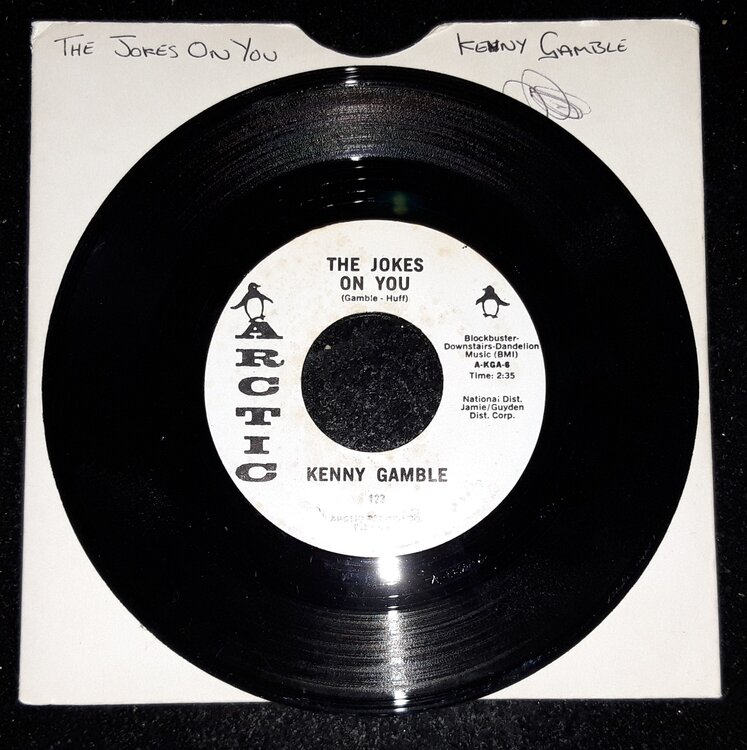 THE JOKES ON YOU
KENNY GAMBLE
THE JOKES
ON YOU
(Gamble - Huff)
ARCTIC
Blockbuster-
Downstairs-Dandelion
Music (BMI)
A-KGA-6
Time: 2:35
National Dist.
Jamie/Guyden
Dist. Corp.
KENNY GAMBLE